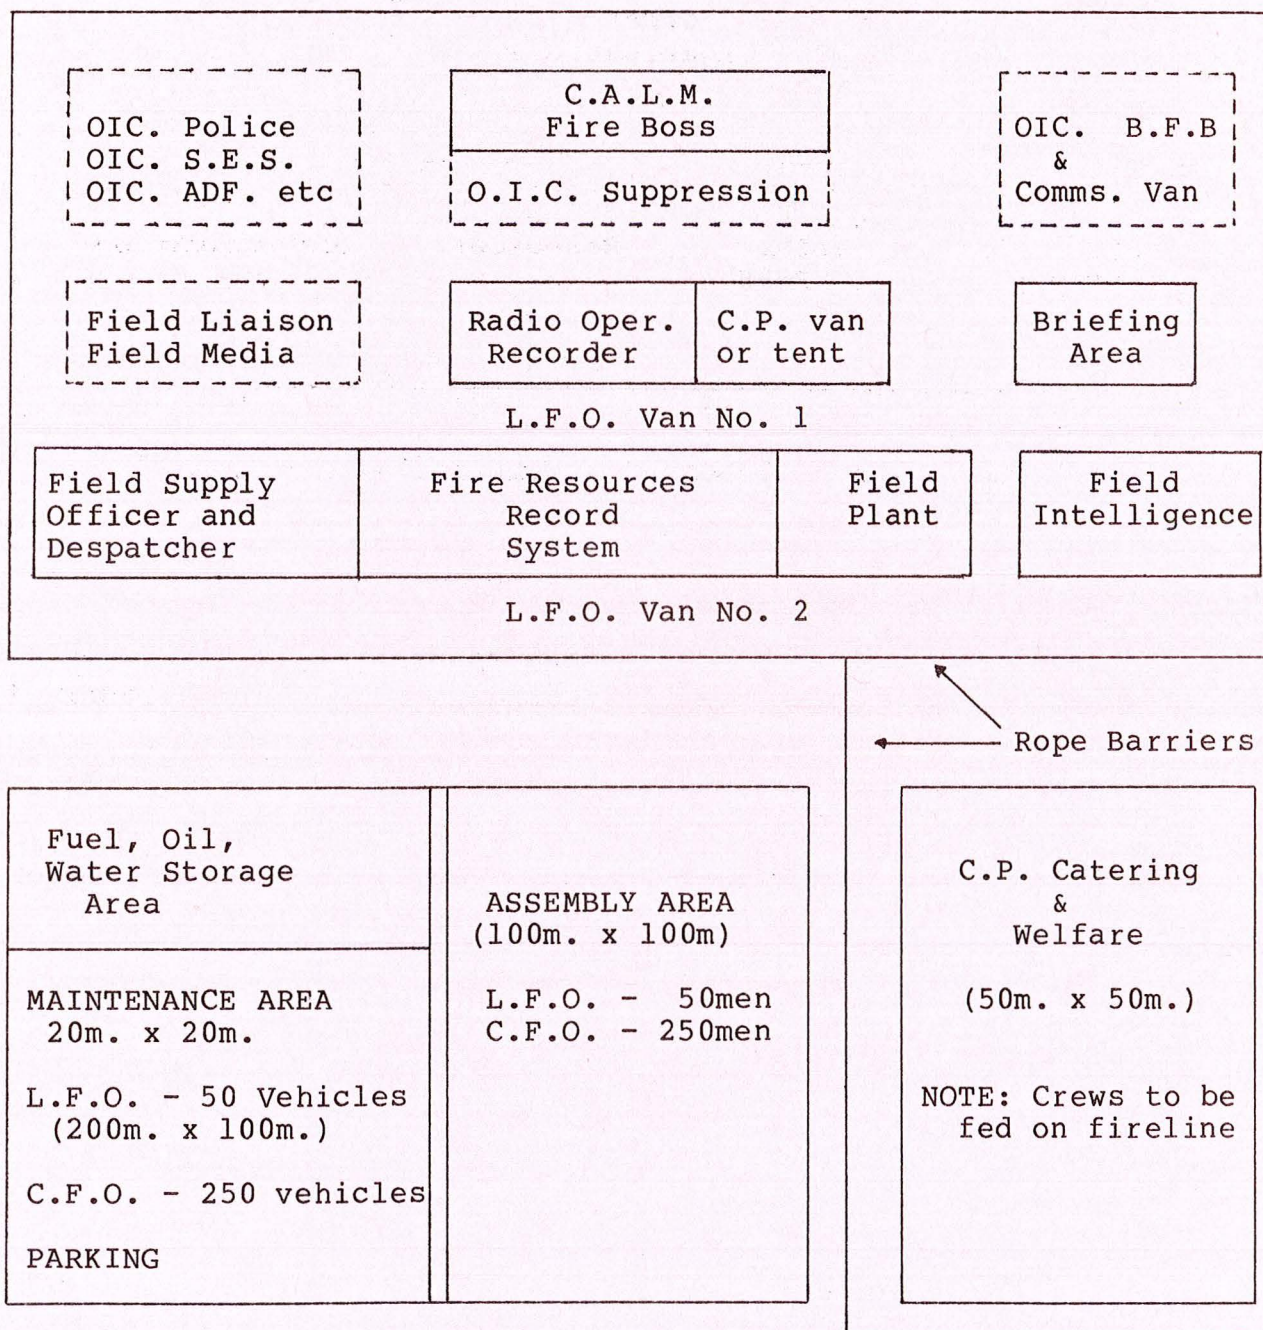 OIC. Police
OIC. S.E.S.
OIC. ADF. etc
C.A.L.M.
Fire Boss
O.I.C. Suppression
OIC. B.F.B
&
Comms. Van
Field Liaison
Field Media
Radio Oper.
Recorder
C.P. van
or tent
Briefing
Area
L.F.O. Van No. 1
Field Supply
Officer and
Despatcher
Fire Resources
Record
System
Field
Plant
Field
Intelligence
L.F.O. Van No. 2
Rope Barriers
Fuel, Oil,
Water Storage
Area
MAINTENANCE AREA
20m. x 20m.
L.F.O. - 50 Vehicles
(200m. x 100m.)
C.F.O. - 250 vehicles
PARKING
ASSEMBLY AREA
(100m. x 100m)
L.F.O. - 50men
C.F.O. - 250men
C.P. Catering
&
Welfare
(50m. x 50m.)
NOTE: Crews to be
fed on fireline